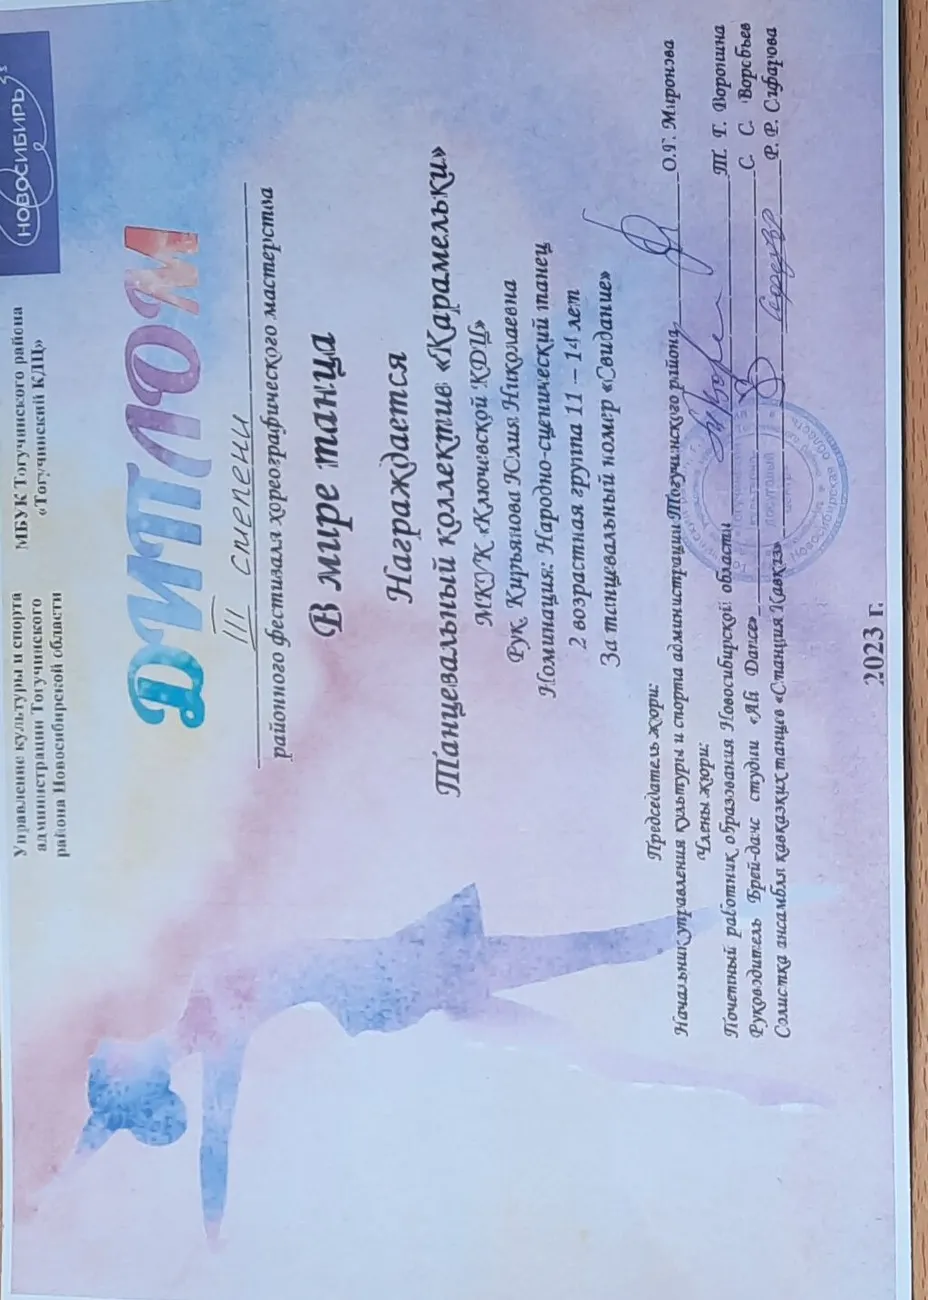 Управление культуры и спорта
администрации Тогучинского
района Новосибирской области
МБУК Тогучинского района
«Тогучинский КДЦ»
НОВОСИБИРЬ
ДИПЛОМ
III степени
районного фестиваля хореографического мастерства
В мире танца
Награждается
Танцевальный коллектив «Карамельки»
МКУК «Ключевской КДЦ»
Рук. Кирьянова Юлия Николаевна
Номинация: Народно-сценический танец
2 возрастная группа 11 – 14 лет
За танцевальный номер «Свидание»
Председатель жюри:
Начальник управления культуры и спорта администрации Тогучинского района О.Г. Миронова
Члены жюри:
Почетный работник образования Новосибирской области Т. Г. Воронина
Руководитель Брей-данс студии «Ali Dance» С. С. Воробьев
Солистка ансамбля кавказких танцев «Станция Кавказ» Р. Р. Сафарова
2023 г.